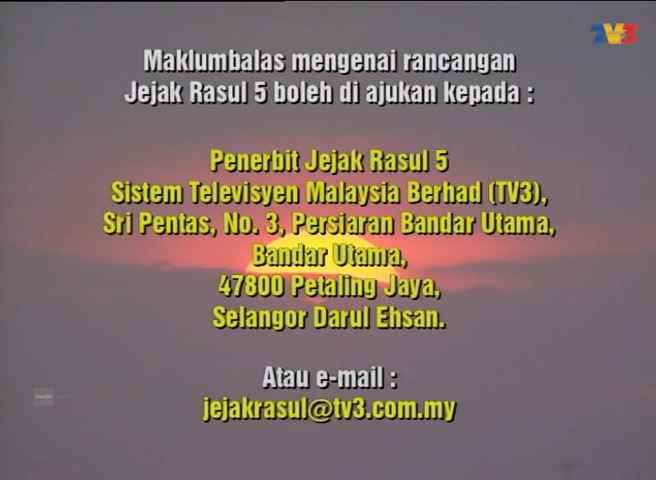 TV3
Maklumbalas mengenai rancangan
Jejak Rasul 5 boleh di ajukan kepada :
Penerbit Jejak Rasul 5
Sistem Televisyen Malaysia Berhad (TV3),
Sri Pentas, No. 3, Persiaran Bandar Utama,
Bandar Utama,
47800 Petaling Jaya,
Selangor Darul Ehsan.
Atau e-mail :
jejakrasul@tv3.com.my